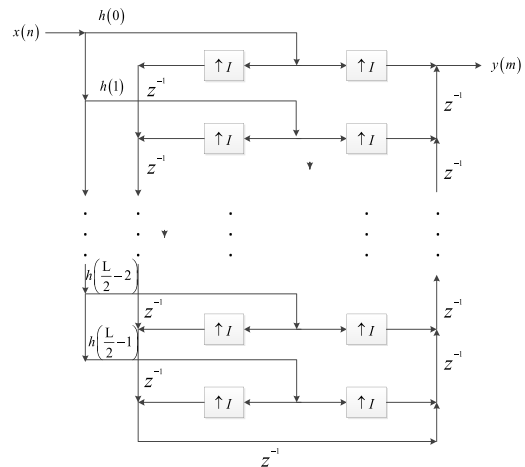 h(0)
x(n)
↑I ↑I
y(m)
h(1)
z⁻¹ z⁻¹
↑I ↑I
z⁻¹ z⁻¹
h(L/2−2)
z⁻¹ z⁻¹
↑I ↑I
h(L/2−1)
z⁻¹ z⁻¹
↑I ↑I
z⁻¹